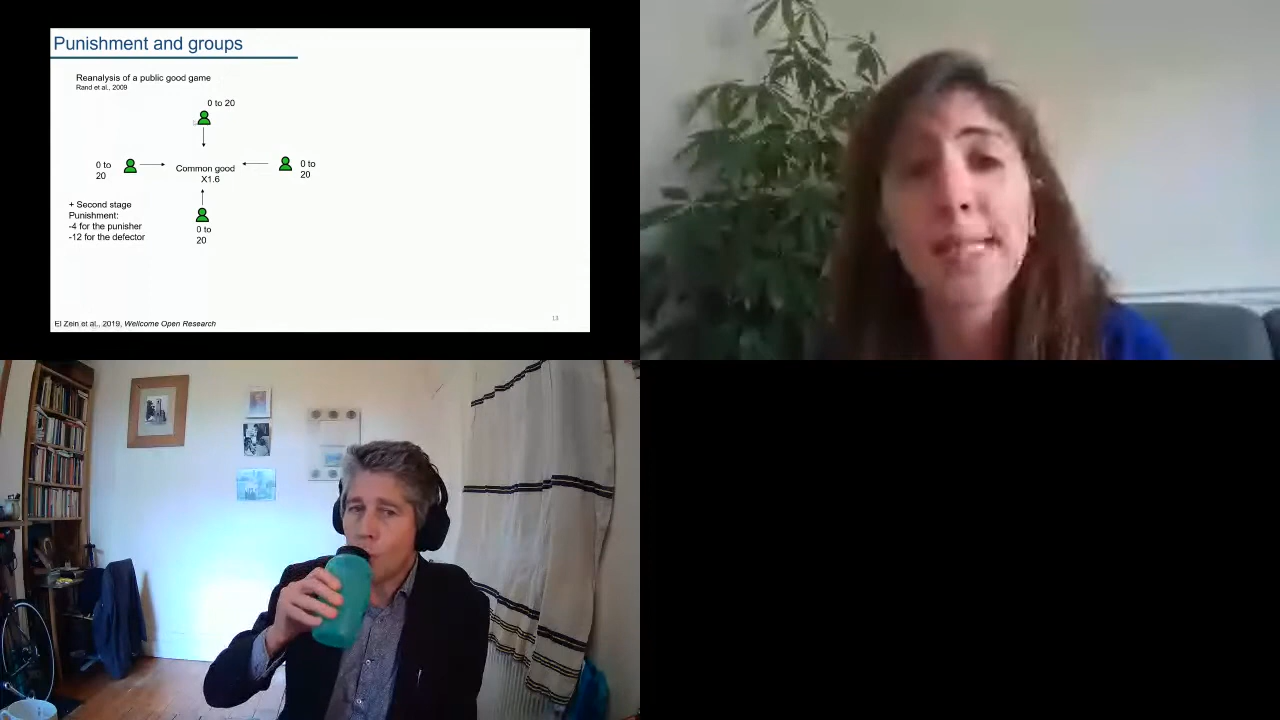 Punishment and groups
Reanalysis of a public good game
Rand et al., 2009
0 to 20
0 to
20
Common good
X1.6
0 to
20
+ Second stage
Punishment:
-4 for the punisher
-12 for the defector
0 to
20
El Zein et al., 2019, Wellcome Open Research
13